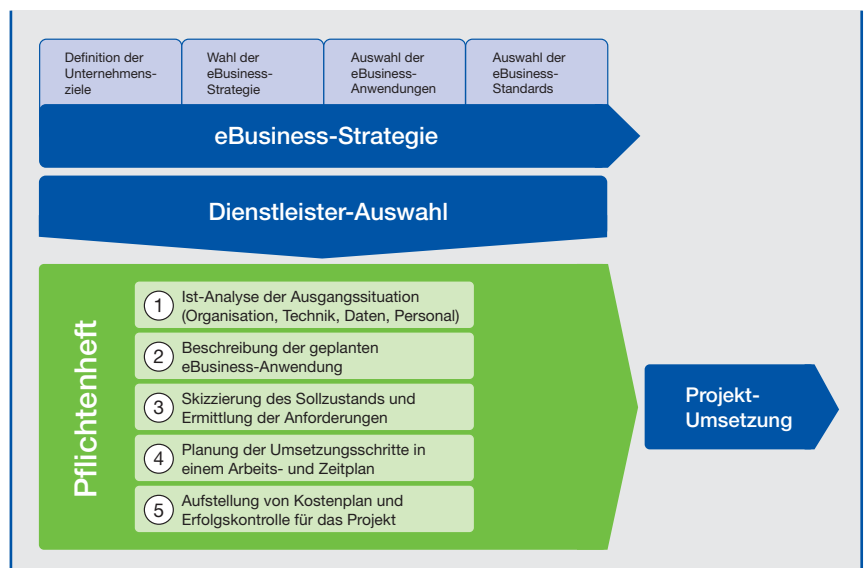 Definition der
Unternehmens-
ziele
Wahl der
eBusiness-
Strategie
Auswahl der
eBusiness-
Anwendungen
Auswahl der
eBusiness-
Standards
eBusiness-Strategie
Dienstleister-Auswahl
Pflichtenheft
1 Ist-Analyse der Ausgangssituation
(Organisation, Technik, Daten, Personal)
2 Beschreibung der geplanten
eBusiness-Anwendung
3 Skizzierung des Sollzustands und
Ermittlung der Anforderungen
4 Planung der Umsetzungsschritte in
einem Arbeits- und Zeitplan
5 Aufstellung von Kostenplan und
Erfolgskontrolle für das Projekt
Projekt-
Umsetzung